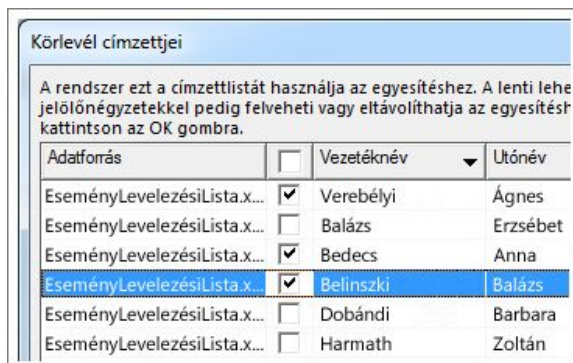 Körlevél címzettjei
A rendszer ezt a címzettlistát használja az egyesítéshez. A lenti lehe
jelölőnégyzetekkel pedig felveheti vagy eltávolíthatja az egyesítésh
kattintson az OK gombra.
Adatforrás Vezetéknév Utónév
EseményLevelezésiLista.x... Verebélyi Ágnes
EseményLevelezésiLista.x... Balázs Erzsébet
EseményLevelezésiLista.x... Bedecs Anna
EseményLevelezésiLista.x... Belinszki Balázs
EseményLevelezésiLista.x... Dobándi Barbara
EseményLevelezésiLista.x... Harmath Zoltán